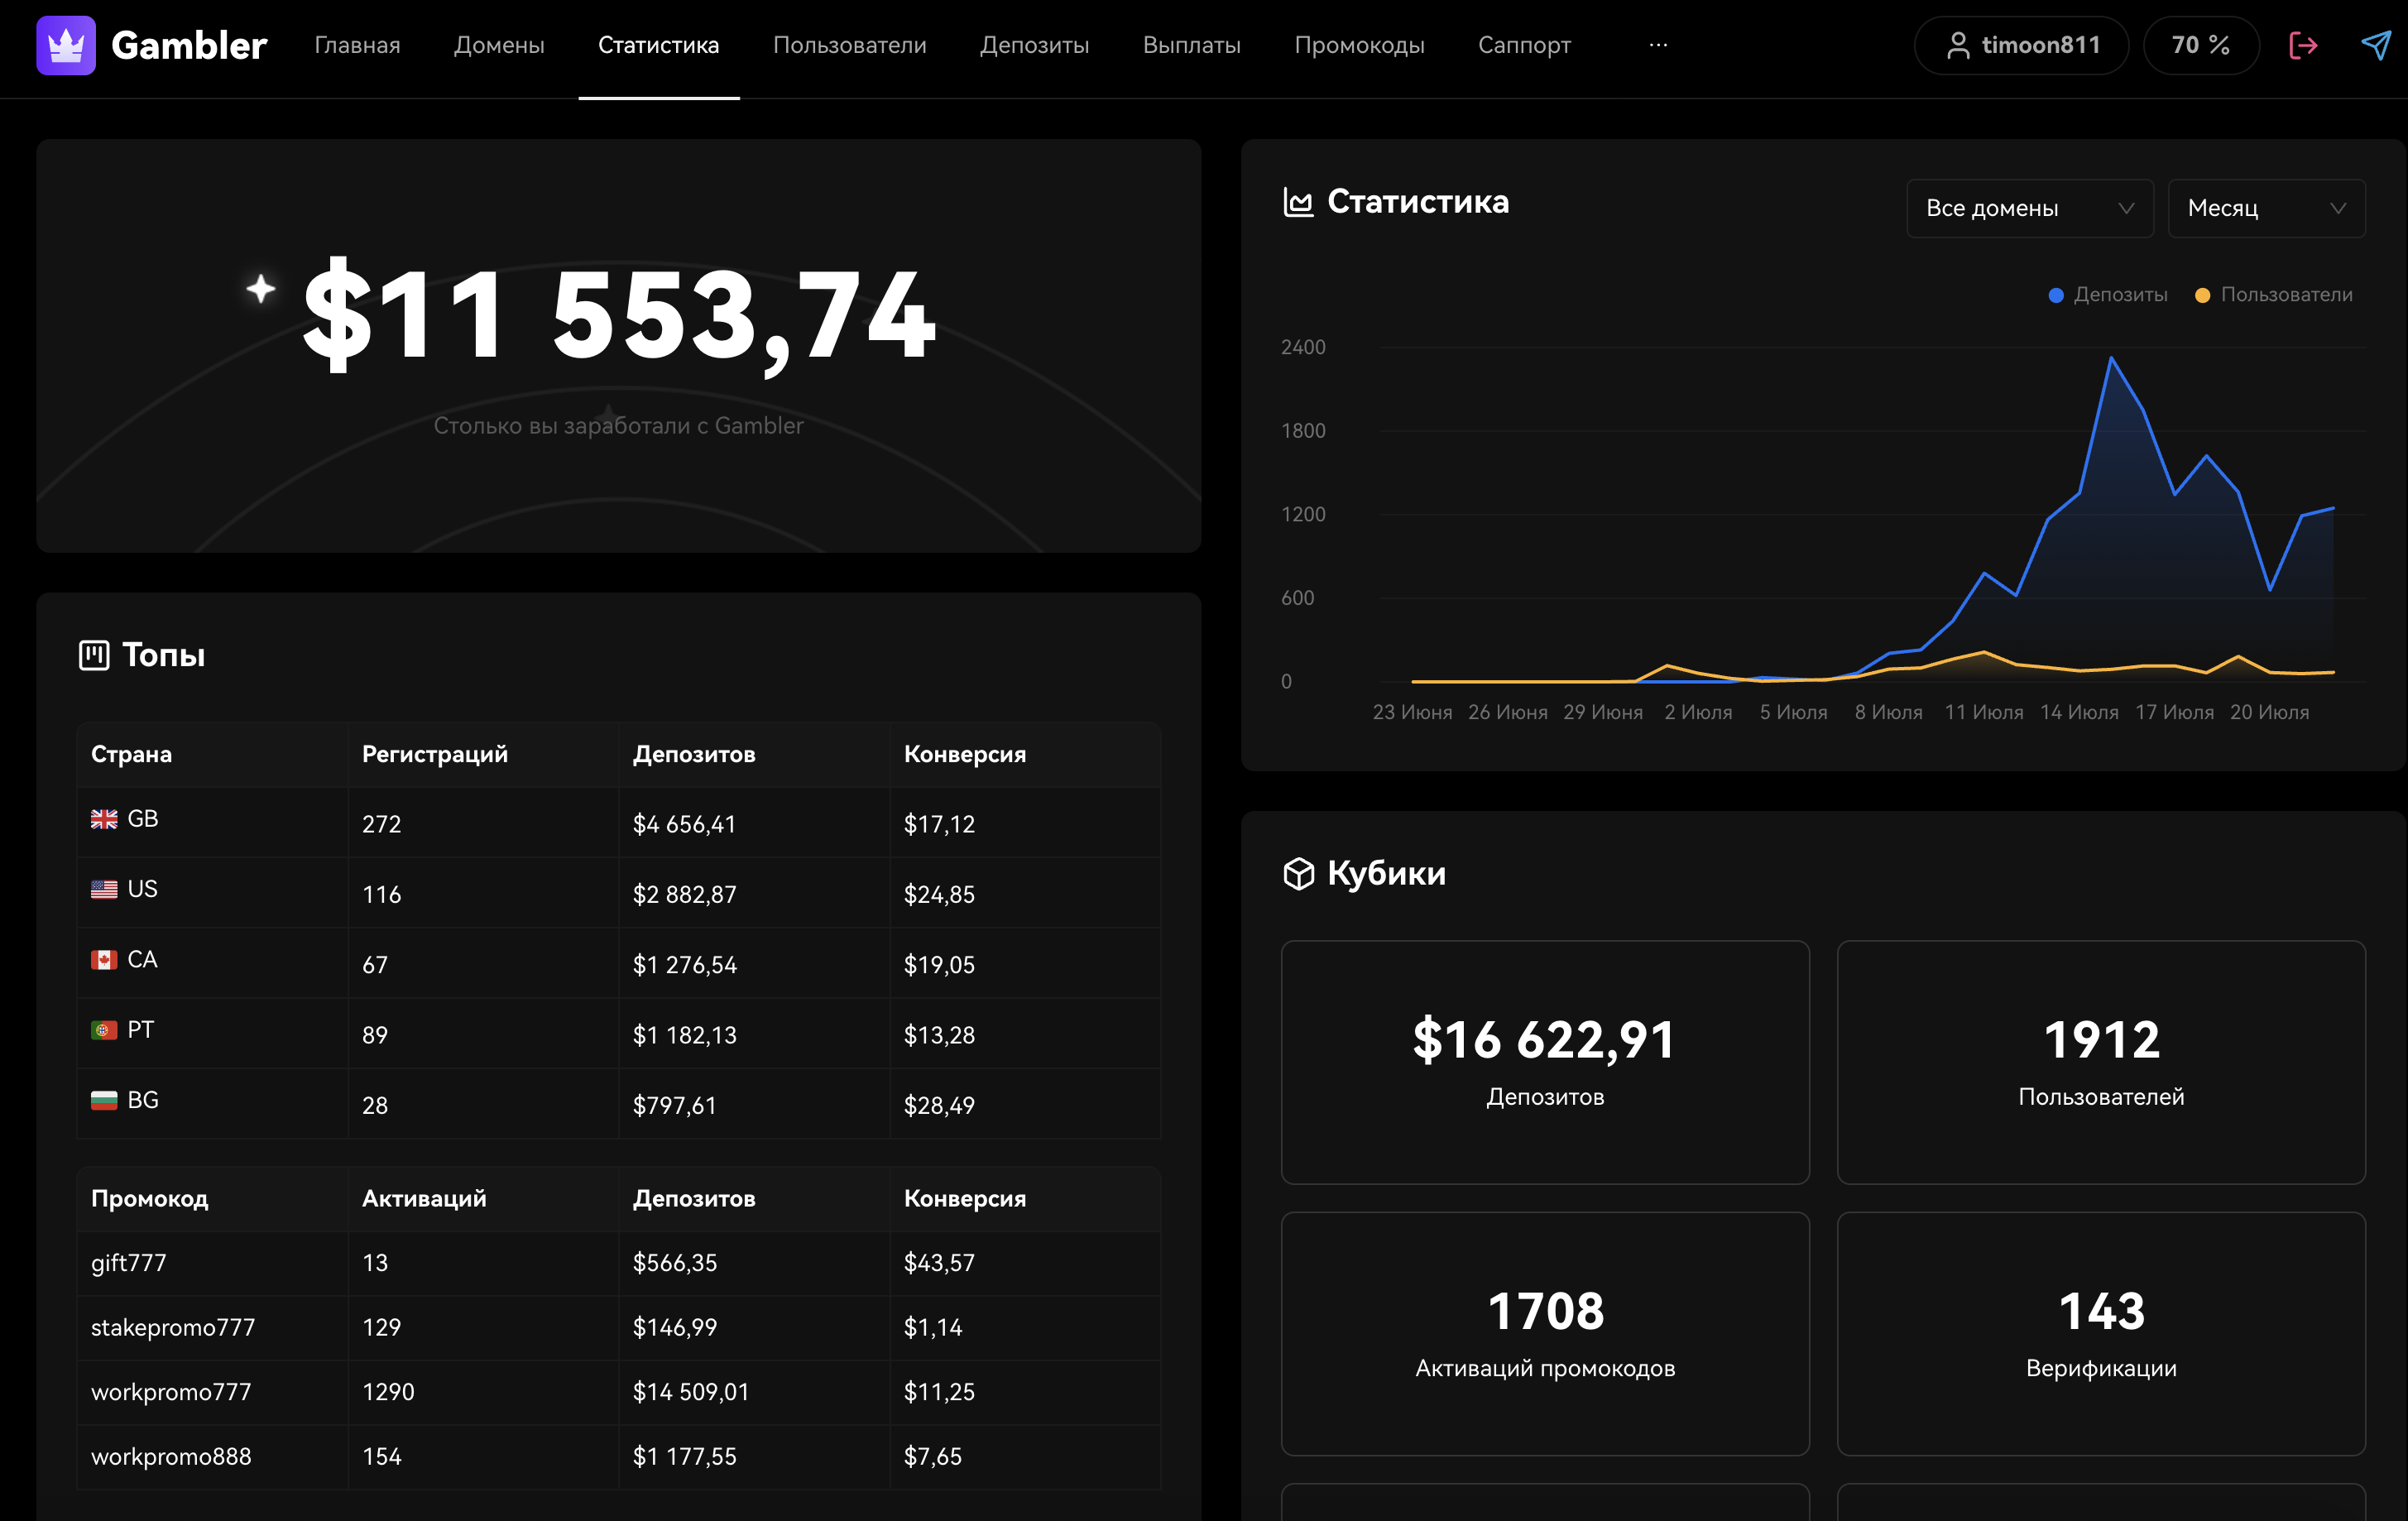 Gambler
Главная
Домены
Статистика
Пользователи
Депозиты
Выплаты
Промокоды
Саппорт
...
timoon811
70 %
$11 553,74
Столько вы заработали с Gambler
Топы
Страна Регистраций Депозитов Конверсия
GB 272 $4 656,41 $17,12
US 116 $2 882,87 $24,85
CA 67 $1 276,54 $19,05
PT 89 $1 182,13 $13,28
BG 28 $797,61 $28,49
Промокод Активаций Депозитов Конверсия
gift777 13 $566,35 $43,57
stakepromo777 129 $146,99 $1,14
workpromo777 1290 $14 509,01 $11,25
workpromo888 154 $1 177,55 $7,65
Статистика
Все домены
Месяц
Депозиты Пользователи
2400
1800
1200
600
0
23 Июня 26 Июня 29 Июня 2 Июля 5 Июля 8 Июля 11 Июля 14 Июля 17 Июля 20 Июля
Кубики
$16 622,91
Депозитов
1912
Пользователей
1708
Активаций промокодов
143
Верификации